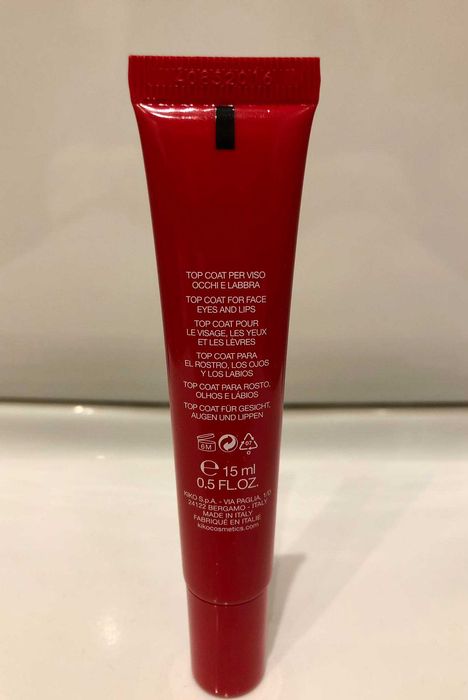 TOP COAT PER VISO
OCCHI E LABBRA
TOP COAT FOR FACE
EYES AND LIPS
TOP COAT POUR
LE VISAGE, LES YEUX
ET LES LÈVRES
TOP COAT PARA
EL ROSTRO, LOS OJOS
Y LOS LABIOS
TOP COAT PARA ROSTO,
OLHOS E LÁBIOS
TOP COAT FÜR GESICHT,
AUGEN UND LIPPEN
6M
07
O
e 15 ml
0.5 FL.OZ.
KIKO S.p.A. - VIA PAGLIA, 1/D
24122 BERGAMO - ITALY
MADE IN ITALY
FABRIQUÉ EN ITALIE
kikocosmetics.com